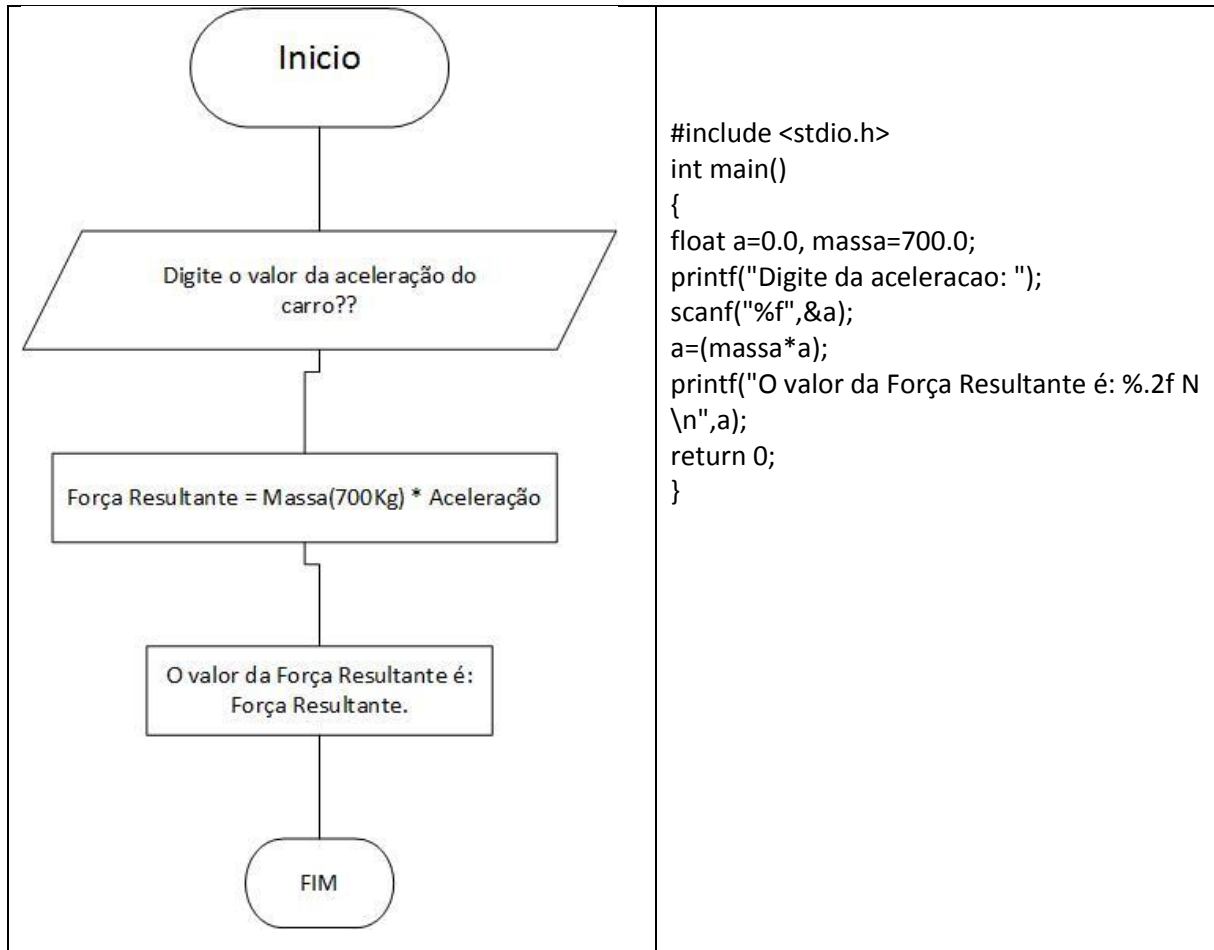 Inicio
Digite o valor da aceleração do
carro??
Força Resultante = Massa(700Kg) * Aceleração
O valor da Força Resultante é:
Força Resultante.
FIM
#include <stdio.h>
int main()
{
float a=0.0, massa=700.0;
printf("Digite da aceleracao: ");
scanf("%f",&a);
a=(massa*a);
printf("O valor da Força Resultante é: %.2f N
\n",a);
return 0;
}